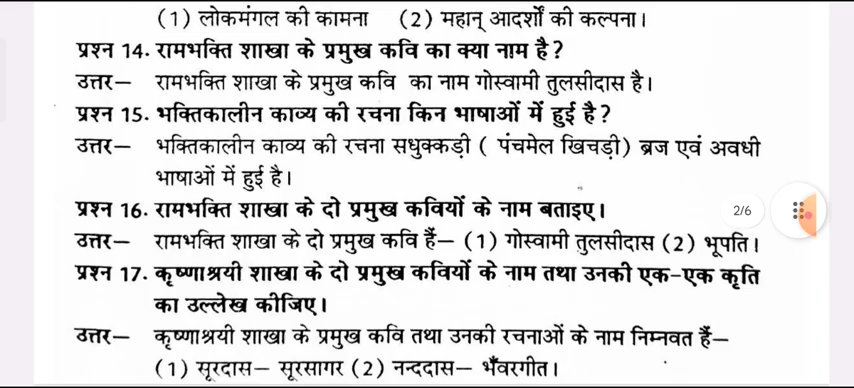 (1) लोकमंगल की कामना (2) महान् आदर्शों की कल्पना।
प्रश्न 14. रामभक्ति शाखा के प्रमुख कवि का क्या नाम है?
उत्तर— रामभक्ति शाखा के प्रमुख कवि का नाम गोस्वामी तुलसीदास है।
प्रश्न 15. भक्तिकालीन काव्य की रचना किन भाषाओं में हुई है?
उत्तर— भक्तिकालीन काव्य की रचना सधुक्कड़ी ( पंचमेल खिचड़ी) ब्रज एवं अवधी
भाषाओं में हुई है।
प्रश्न 16. रामभक्ति शाखा के दो प्रमुख कवियों के नाम बताइए।
2/6
उत्तर— रामभक्ति शाखा के दो प्रमुख कवि हैं— (1) गोस्वामी तुलसीदास (2) भूपति।
प्रश्न 17. कृष्णाश्रयी शाखा के दो प्रमुख कवियों के नाम तथा उनकी एक-एक कृति
का उल्लेख कीजिए।
उत्तर— कृष्णाश्रयी शाखा के प्रमुख कवि तथा उनकी रचनाओं के नाम निम्नवत हैं—
(1) सूरदास— सूरसागर (2) नन्ददास— भँवरगीत।